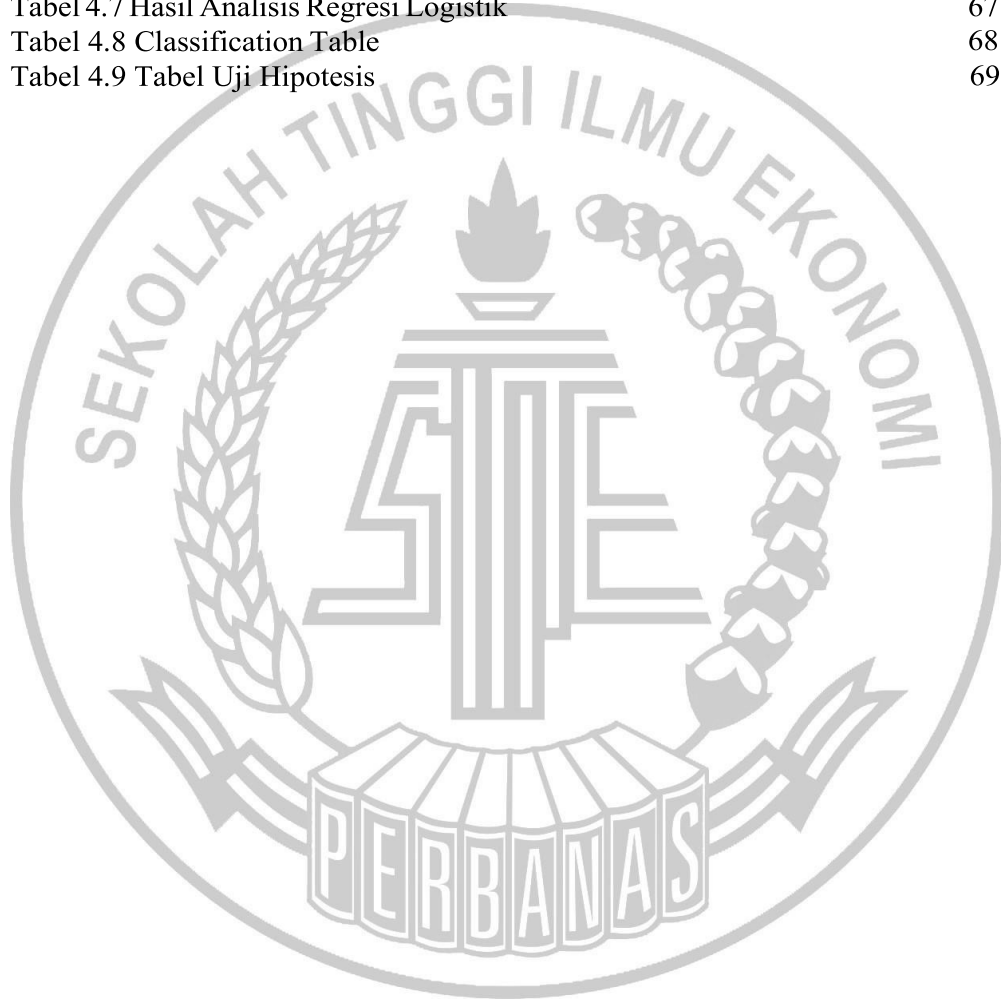 Tabel 4.7 Hasil Analisis Regresi Logistik 67
Tabel 4.8 Classification Table 68
Tabel 4.9 Tabel Uji Hipotesis 69
SEKOLAH TINGGI ILMU EKONOMI
STIE
PERBANAS